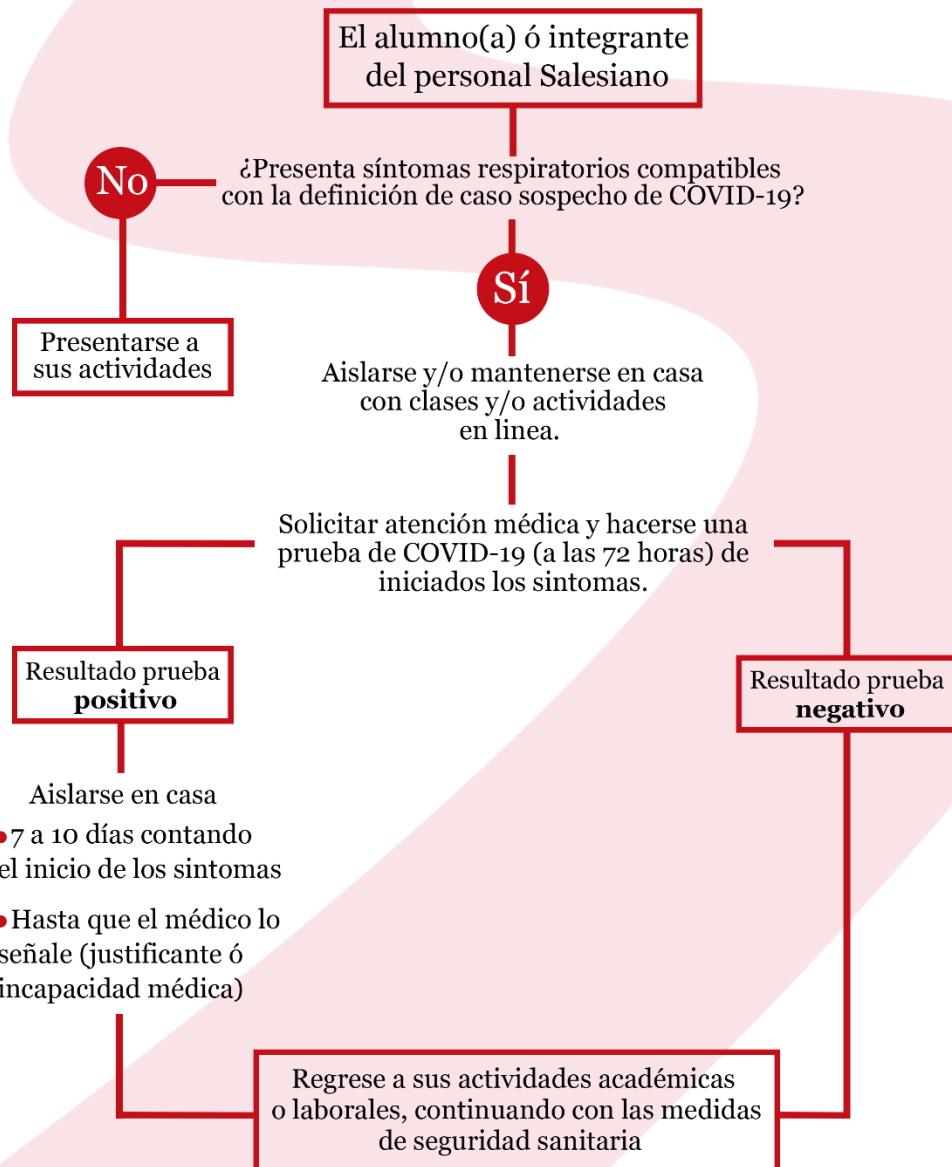 El alumno(a) ó integrante
del personal Salesiano
¿Presenta síntomas respiratorios compatibles
con la definición de caso sospecho de COVID-19?
No
Sí
Presentarse a
sus actividades
Aislarse y/o mantenerse en casa
con clases y/o actividades
en linea.
Solicitar atención médica y hacerse una
prueba de COVID-19 (a las 72 horas) de
iniciados los sintomas.
Resultado prueba
positivo
Resultado prueba
negativo
Aislarse en casa
•7 a 10 días contando
el inicio de los sintomas
•Hasta que el médico lo
señale (justificante ó
incapacidad médica)
Regrese a sus actividades académicas
o laborales, continuando con las medidas
de seguridad sanitaria